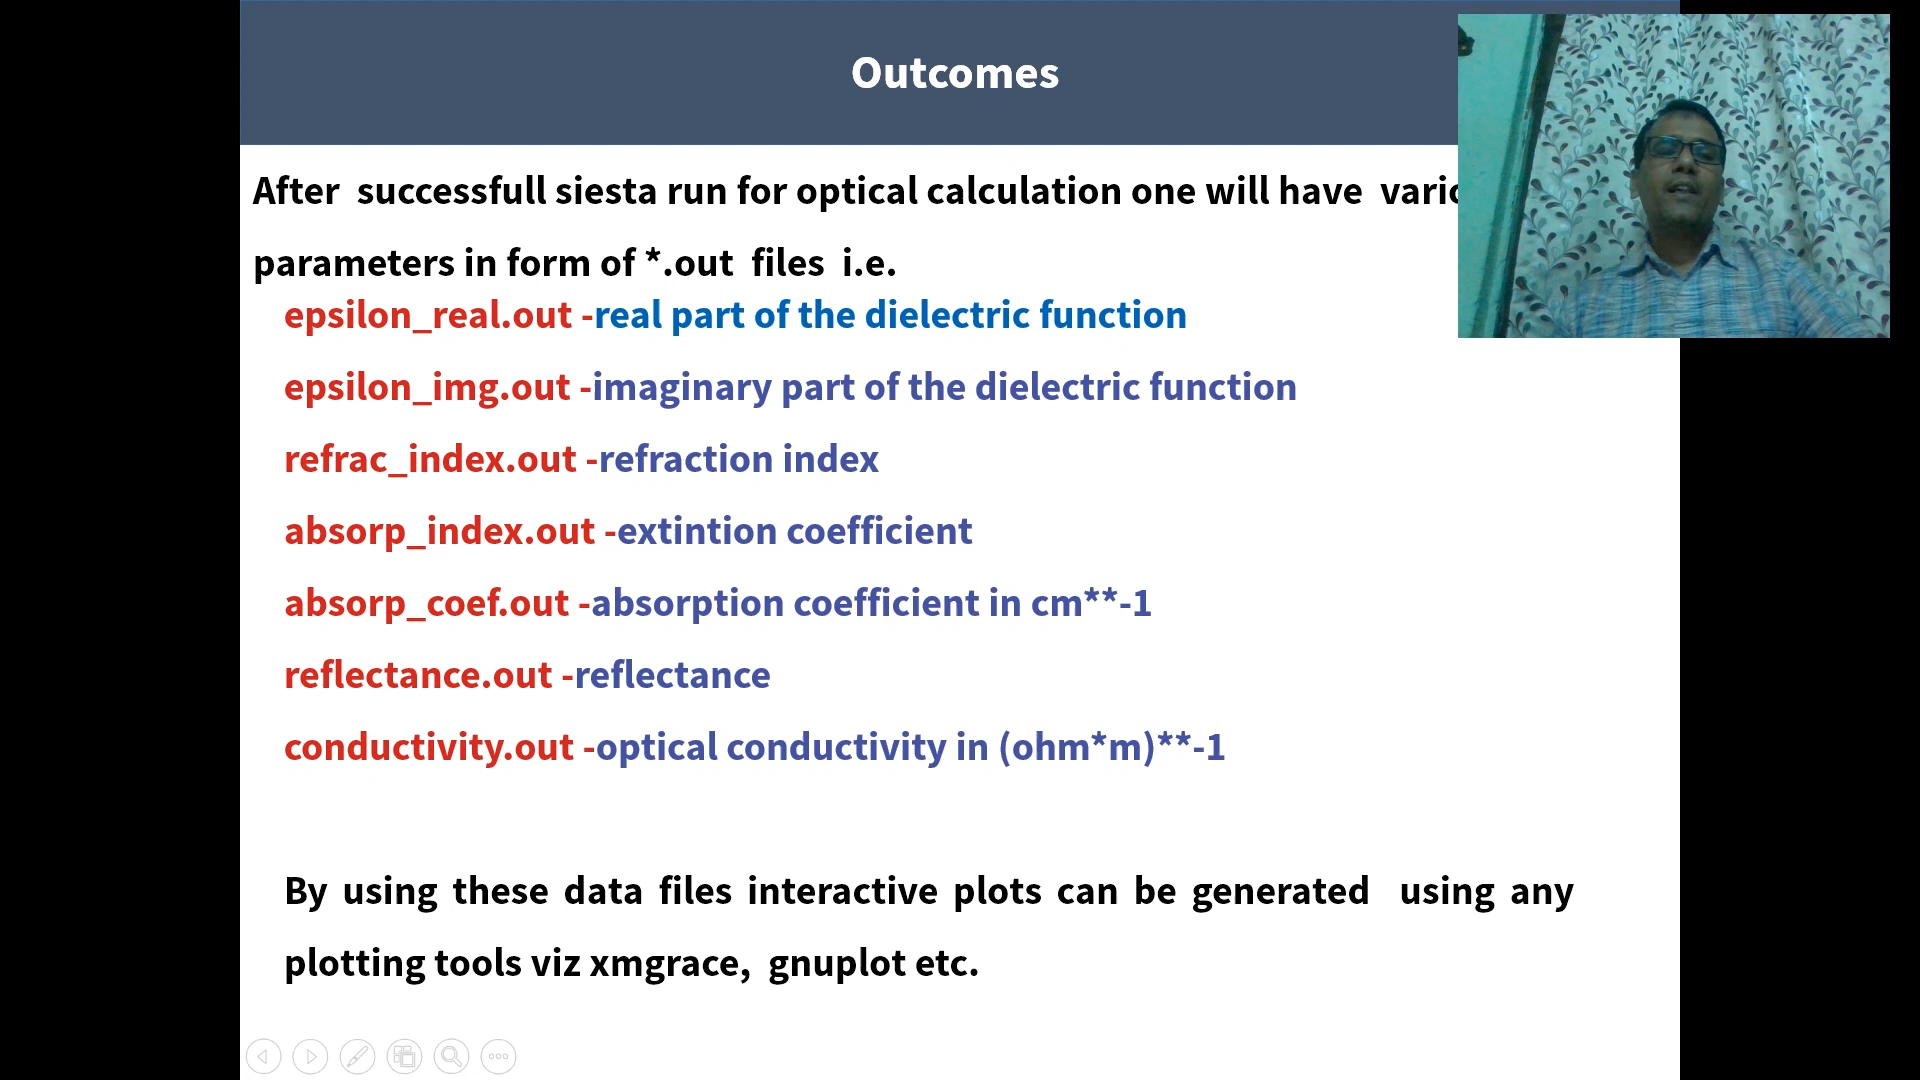 Outcomes
After successfull siesta run for optical calculation one will have
parameters in form of *.out files i.e.
epsilon_real.out -real part of the dielectric function
epsilon_img.out -imaginary part of the dielectric function
refrac_index.out -refraction index
absorp_index.out -extintion coefficient
absorp_coef.out -absorption coefficient in cm**-1
reflectance.out -reflectance
conductivity.out -optical conductivity in (ohm*m)**-1
By using these data files interactive plots can be generated using any
plotting tools viz xmgrace, gnuplot etc.